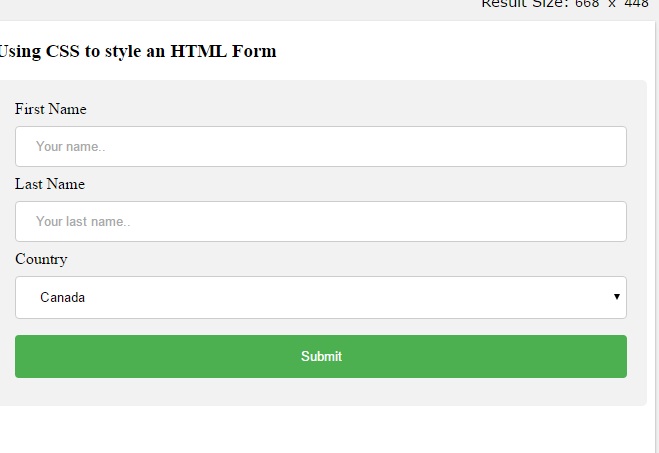 Result Size: 668 x 448
Using CSS to style an HTML Form
First Name
Your name..
Last Name
Your last name..
Country
Canada
Submit